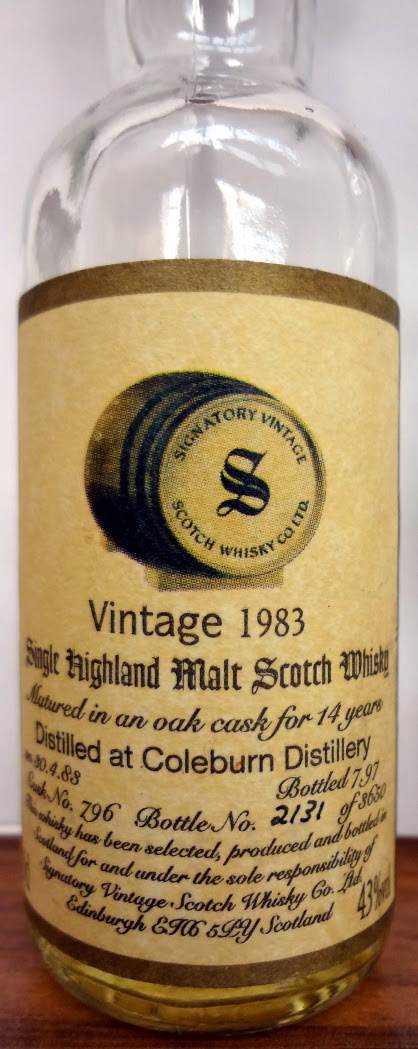 SIGNATORY VINTAGE
S
SCOTCH WHISKY CO LTD.
Vintage 1983
Single Highland Malt Scotch Whisky
Matured in an oak cask for 14 years
Distilled at Coleburn Distillery
on 30.4.83 Bottled 7.97
Cask No. 796 Bottle No. 2131 of 3650
This whisky has been selected, produced and bottled in
Scotland for and under the sole responsibility of
Signatory Vintage Scotch Whisky Co. Ltd.
Edinburgh EH6 5PY Scotland
43%vol